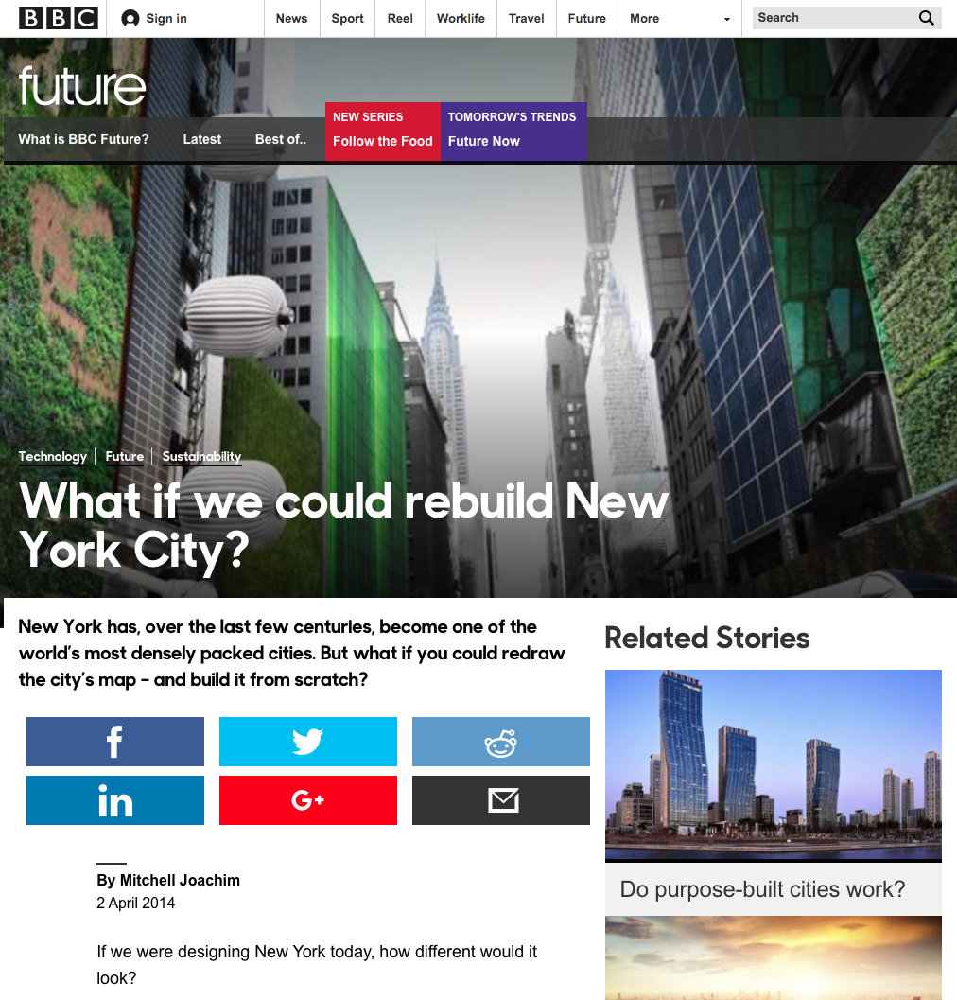 BBC
Sign in
News
Sport
Reel
Worklife
Travel
Future
More
Search
future
What is BBC Future?
Latest
Best of..
NEW SERIES
Follow the Food
TOMORROW'S TRENDS
Future Now
Technology
Future
Sustainability
What if we could rebuild New
York City?
New York has, over the last few centuries, become one of the
world's most densely packed cities. But what if you could redraw
the city's map – and build it from scratch?
f
in
G+
By Mitchell Joachim
2 April 2014
If we were designing New York today, how different would it
look?
Related Stories
Do purpose-built cities work?